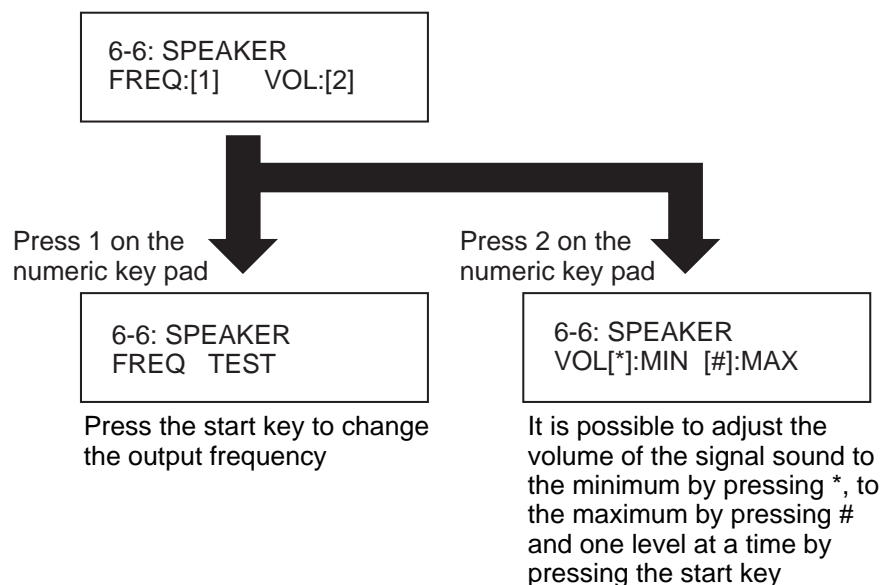 6-6: SPEAKER
FREQ:[1] VOL:[2]
Press 1 on the
numeric key pad
6-6: SPEAKER
FREQ TEST
Press the start key to change
the output frequency
Press 2 on the
numeric key pad
6-6: SPEAKER
VOL[*]:MIN [#]:MAX
It is possible to adjust the
volume of the signal sound to
the minimum by pressing *, to
the maximum by pressing #
and one level at a time by
pressing the start key